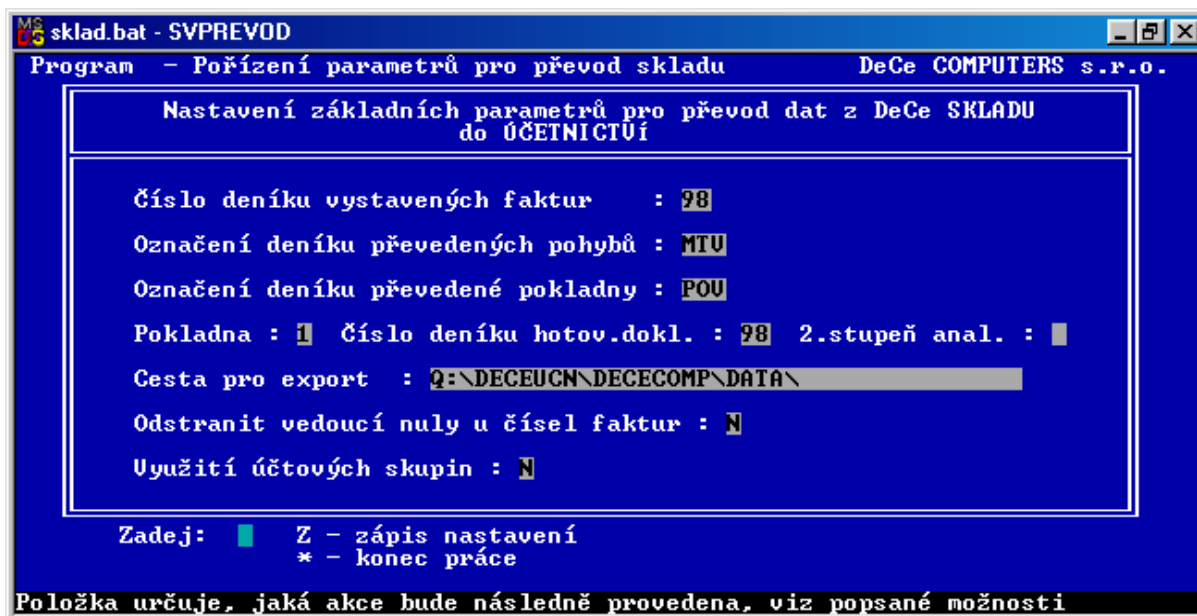 sklad.bat - SVPREVOD
Program - Pořízení parametrů pro převod skladu DeCe COMPUTERS s.r.o.
Nastavení základních parametrů pro převod dat z DeCe SKLADU
do ÚČETNICTVí
Číslo deníku vystavených faktur : 98
Označení deníku převedených pohybů : MTV
Označení deníku převedené pokladny : POV
Pokladna : 1 Číslo deníku hotov.dokl. : 98 2.stupeň anal. :
Cesta pro export : Q:\DECEUCN\DECECOMP\DATA\
Odstranit vedoucí nuly u čísel faktur : N
Využití účtových skupin : N
Zadej: Z - zápis nastavení
* - konec práce
Položka určuje, jaká akce bude následně provedena, viz popsané možnosti